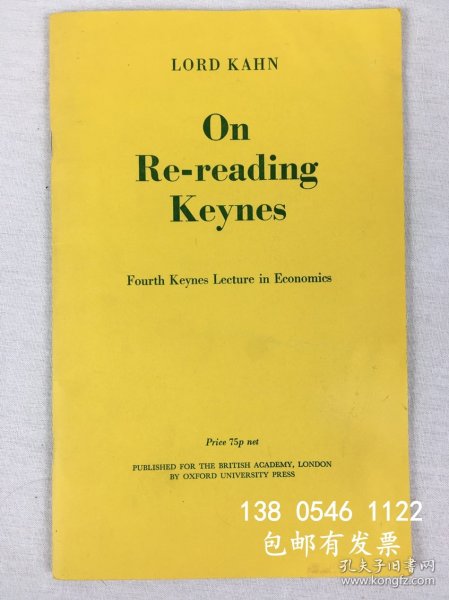 LORD KAHN
On
Re-reading
Keynes
Fourth Keynes Lecture in Economics
Price 75p net
PUBLISHED FOR THE BRITISH ACADEMY, LONDON
BY OXFORD UNIVERSITY PRESS
138 0546 1122
包邮有发票
孔夫子旧书网
www.kongfz.com